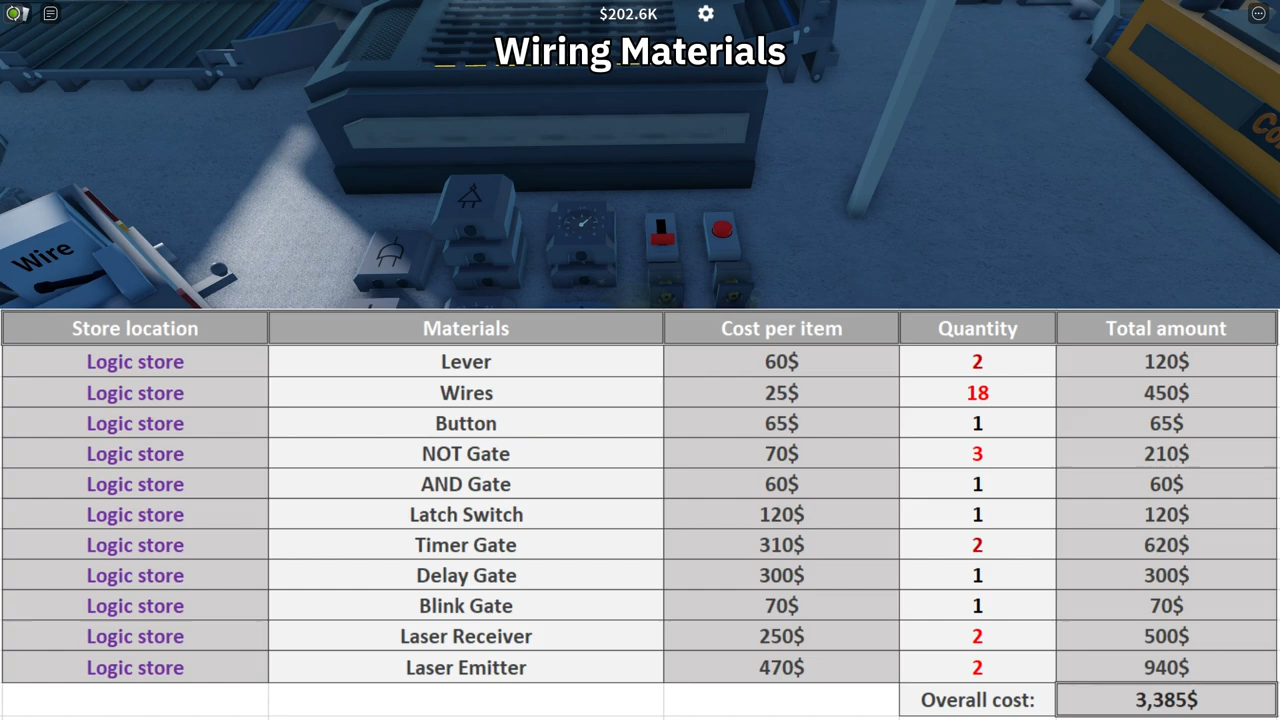 $202.6K
Wiring Materials
Wire
Store location Materials Cost per item Quantity Total amount
Logic store Lever 60$ 2 120$
Logic store Wires 25$ 18 450$
Logic store Button 65$ 1 65$
Logic store NOT Gate 70$ 3 210$
Logic store AND Gate 60$ 1 60$
Logic store Latch Switch 120$ 1 120$
Logic store Timer Gate 310$ 2 620$
Logic store Delay Gate 300$ 1 300$
Logic store Blink Gate 70$ 1 70$
Logic store Laser Receiver 250$ 2 500$
Logic store Laser Emitter 470$ 2 940$
Overall cost: 3,385$